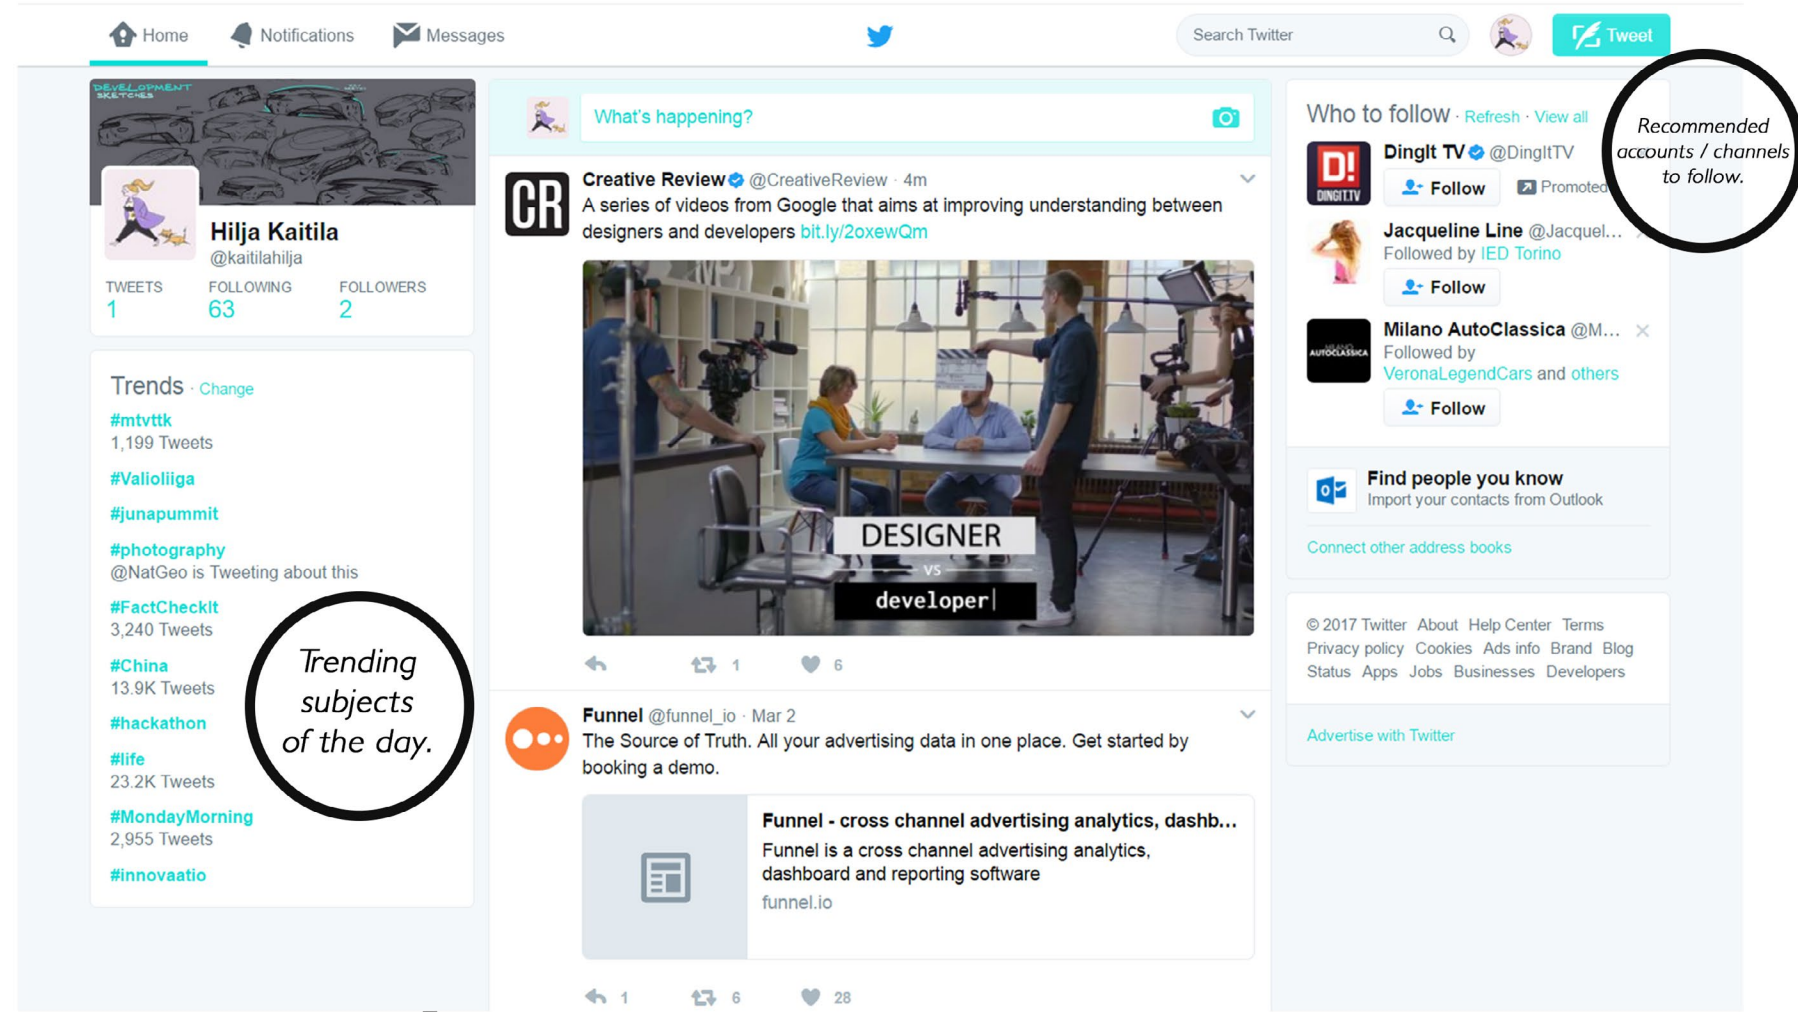 Home
Notifications
Messages
Search Twitter
Tweet
DEVELOPMENT
SKETCHES
Hilja Kaitila
@kaitilahilja
TWEETS FOLLOWING FOLLOWERS
1 63 2
Trends · Change
#mtvttk
1,199 Tweets
#Valioliiga
#junapummit
#photography
@NatGeo is Tweeting about this
#FactCheckIt
3,240 Tweets
#China
13.9K Tweets
#hackathon
#life
23.2K Tweets
#MondayMorning
2,955 Tweets
#innovaatio
Trending
subjects
of the day.
What's happening?
CR
Creative Review @CreativeReview · 4m
A series of videos from Google that aims at improving understanding between
designers and developers bit.ly/2oxewQm
DESIGNER
VS
developer
1 6
Funnel @funnel_io · Mar 2
The Source of Truth. All your advertising data in one place. Get started by
booking a demo.
Funnel - cross channel advertising analytics, dashb...
Funnel is a cross channel advertising analytics,
dashboard and reporting software
funnel.io
1 6 28
Who to follow · Refresh · View all
D!
DINGIT.TV
DingIt TV @DingItTV
Follow
Promoted
Jacqueline Line @Jacquel...
Followed by IED Torino
Follow
MILANO
AUTOCLASSICA
Milano AutoClassica @M...
Followed by
VeronaLegendCars and others
Follow
Recommended
accounts / channels
to follow.
Find people you know
Import your contacts from Outlook
Connect other address books
© 2017 Twitter About Help Center Terms
Privacy policy Cookies Ads info Brand Blog
Status Apps Jobs Businesses Developers
Advertise with Twitter